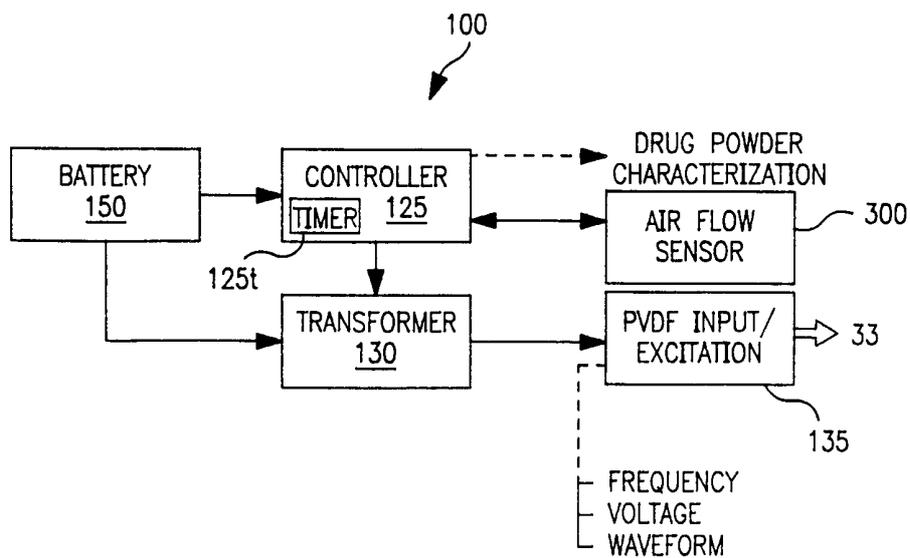 100
BATTERY
150
CONTROLLER
125
TIMER
125t
DRUG POWDER
CHARACTERIZATION
AIR FLOW
SENSOR
300
TRANSFORMER
130
PVDF INPUT/
EXCITATION
33
135
FREQUENCY
VOLTAGE
WAVEFORM